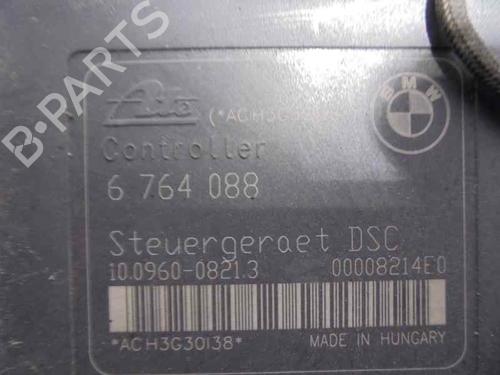 B-PARTS
Ate
BMW
Controller
6 764 088
Steuergeraet DSC
10.0960-0821.3 00008214E0
*ACH3G30138*
MADE IN HUNGARY